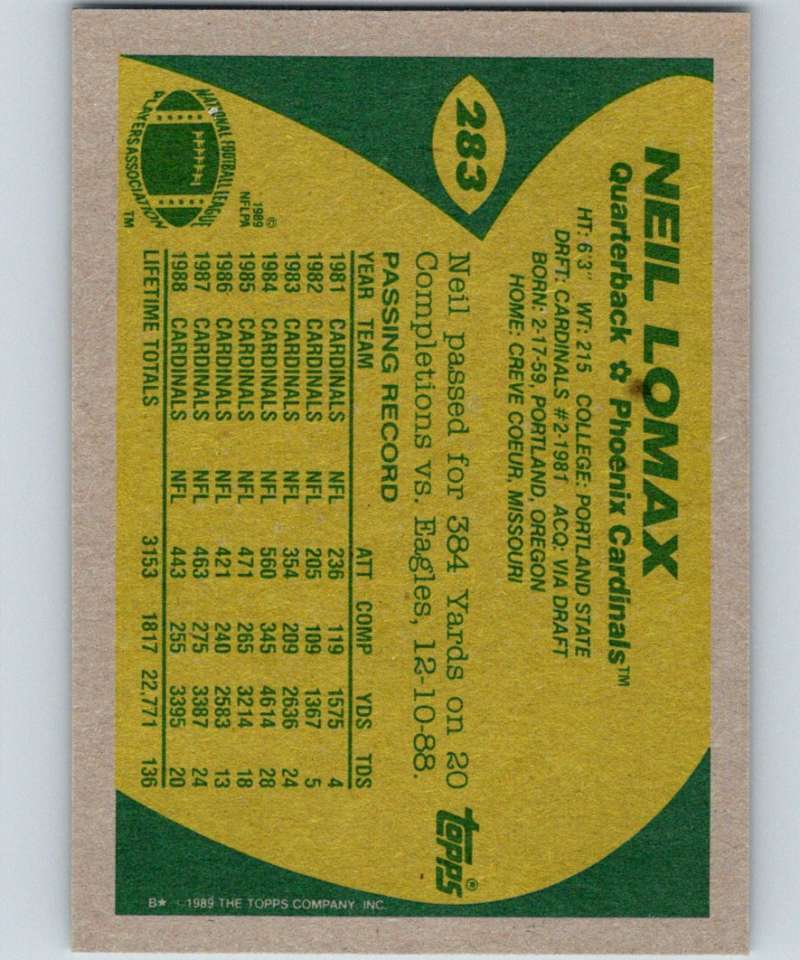 283
NEIL LOMAX
Quarterback ✿ Phoenix Cardinals™
HT: 6'3" WT: 215 COLLEGE: PORTLAND STATE
DRFT: CARDINALS #2-1981 ACQ: VIA DRAFT
BORN: 2-17-59, PORTLAND, OREGON
HOME: CREVE COEUR, MISSOURI
NATIONAL FOOTBALL LEAGUE
PLAYERS ASSOCIATION
TM
©
1989
NFLPA
Neil passed for 384 Yards on 20
Completions vs. Eagles, 12-10-88.
topps®
PASSING RECORD
YEAR TEAM ATT COMP YDS TDS
1981 CARDINALS NFL 236 119 1575 4
1982 CARDINALS NFL 205 109 1367 5
1983 CARDINALS NFL 354 209 2636 24
1984 CARDINALS NFL 560 345 4614 28
1985 CARDINALS NFL 471 265 3214 18
1986 CARDINALS NFL 421 240 2583 13
1987 CARDINALS NFL 463 275 3387 24
1988 CARDINALS NFL 443 255 3395 20
LIFETIME TOTALS 3153 1817 22,771 136
B★ ©1989 THE TOPPS COMPANY, INC.